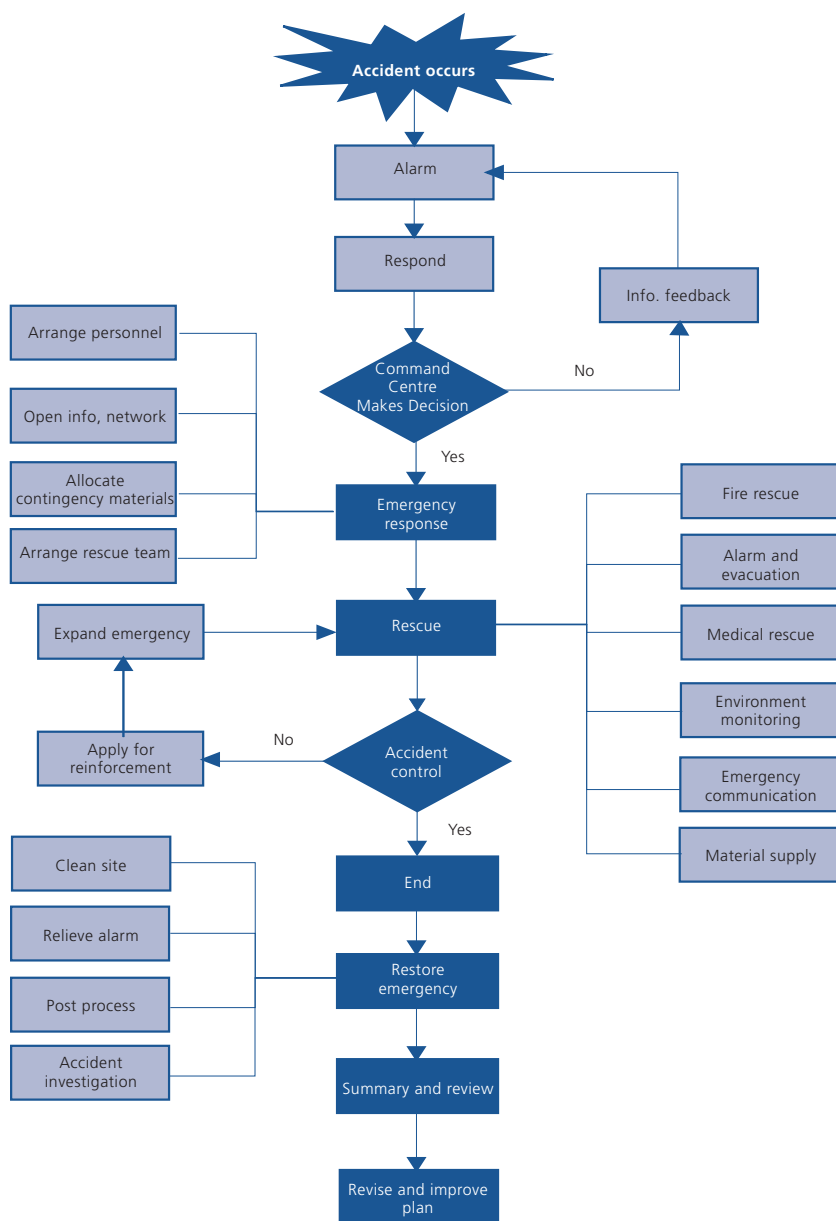 Accident occurs
Alarm
Respond
Info. feedback
Command
Centre
Makes Decision
No
Yes
Arrange personnel
Open info, network
Allocate
contingency materials
Arrange rescue team
Emergency
response
Fire rescue
Alarm and
evacuation
Medical rescue
Environment
monitoring
Emergency
communication
Material supply
Rescue
Expand emergency
Apply for
reinforcement
No
Accident
control
Yes
End
Clean site
Relieve alarm
Post process
Accident
investigation
Restore
emergency
Summary and review
Revise and improve
plan